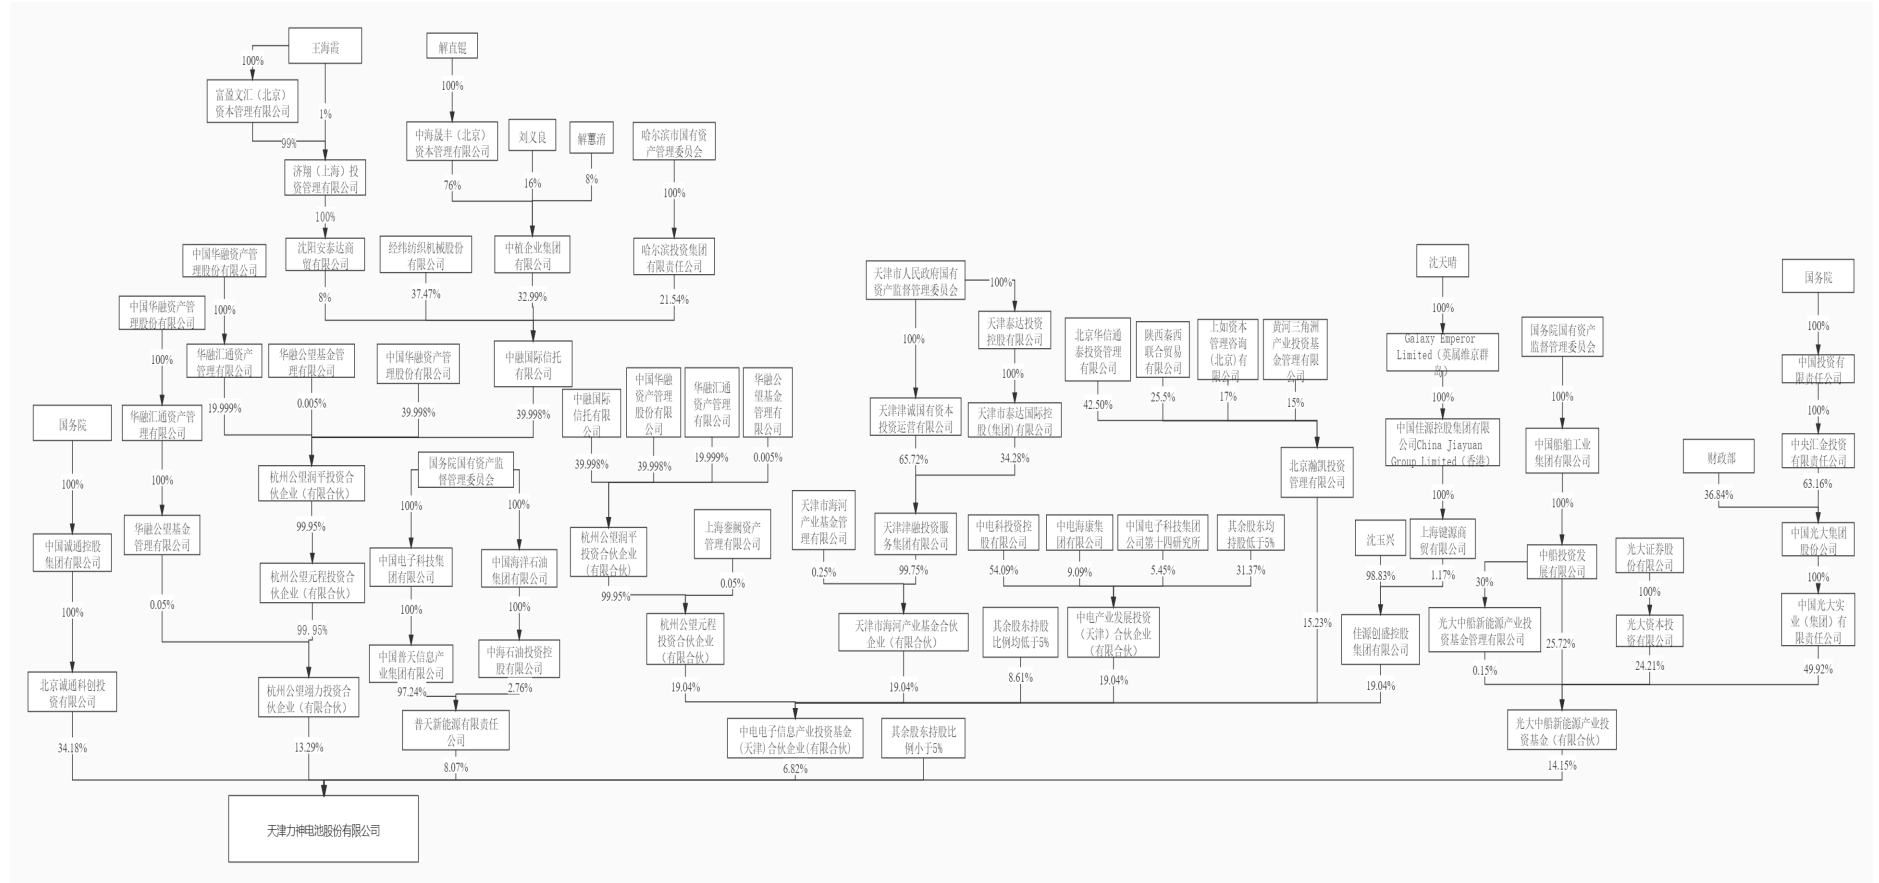 王海霞
100%
富盈文汇（北京）
资本管理有限公司
1%
99%
济翔（上海）投
资管理有限公司
100%
沈阳安泰达商
贸有限公司
8%
解直锟
100%
中海晟丰（北京）
资本管理有限公司
76%
刘义良
16%
解蕙淯
8%
哈尔滨市国有资
产管理委员会
100%
经纬纺织机械股份
有限公司
37.47%
中植企业集团
有限公司
32.99%
哈尔滨投资集团
有限责任公司
21.54%
中国华融资产管
理股份有限公司
100%
中国华融资产管
理股份有限公司
100%
华融汇通资产
管理有限公司
19.999%
华融公望基金管
理有限公司
0.005%
中国华融资产管
理股份有限公司
39.998%
中融国际信托
有限公司
39.998%
国务院
100%
中国诚通控股
集团有限公司
100%
北京诚通科创投
资有限公司
34.18%
华融汇通资产管
理有限公司
100%
华融公望基金
管理有限公司
0.05%
杭州公望润平投资合
伙企业（有限合伙）
99.95%
杭州公望元程投资合
伙企业（有限合伙）
99.95%
杭州公望翊力投资合
伙企业（有限合伙）
13.29%
国务院国有资产监
督管理委员会
100%
100%
中国电子科技集
团有限公司
100%
中国海洋石油
集团有限公司
100%
中国普天信息产
业集团有限公司
97.24%
中海石油投资控
股有限公司
2.76%
普天新能源有限责任
公司
8.07%
中融国际
信托有限
公司
39.998%
中国华融
资产管理
股份有限
公司
39.998%
华融汇通
资产管理
有限公司
19.999%
华融公
望基金
管理有
限公司
0.005%
杭州公望润平
投资合伙企业
（有限合伙）
99.95%
上海銮阙资产
管理有限公司
0.05%
杭州公望元程
投资合伙企业
（有限合伙）
19.04%
天津市人民政府国有
资产监督管理委员会
100%
100%
天津泰达投资
控股有限公司
100%
天津津诚国有资本
投资运营有限公司
65.72%
天津市泰达国际控
股(集团)有限公司
34.28%
天津市海河
产业基金管
理有限公司
0.25%
天津津融投资服
务集团有限公司
99.75%
天津市海河产业基金合伙
企业（有限合伙）
19.04%
中电科投资控
股有限公司
54.09%
中电海康集
团有限公司
9.09%
中国电子科技集团
公司第十四研究所
5.45%
其余股东均
持股低于5%
31.37%
其余股东持股
比例均低于5%
8.61%
中电产业发展投资
（天津）合伙企业
（有限合伙）
19.04%
北京华信通
泰投资管理
有限公司
42.50%
陕西秦西
联合贸易
有限公司
25.5%
上如资本
管理咨询
(北京)有
限公司
17%
黄河三角洲
产业投资基
金管理有限
公司
15%
北京瀚凯投资
管理有限公司
15.23%
沈天晴
100%
Galaxy Emperor
Limited（英属维京群
岛）
100%
中国佳源控股集团有限
公司China Jiayuan
Group Limited（香港）
100%
沈玉兴
98.83%
上海键源商
贸有限公司
1.17%
佳源创盛控股
集团有限公司
19.04%
中电电子信息产业投资基金
(天津)合伙企业(有限合伙)
6.82%
其余股东持股比
例小于5%
国务院国有资产
监督管理委员会
100%
中国船舶工业
集团有限公司
100%
中船投资发
展有限公司
30%
光大中船新能源产业投
资基金管理有限公司
0.15%
25.72%
光大证券股
份有限公司
100%
光大资本投
资有限公司
24.21%
国务院
100%
中国投资有
限责任公司
100%
中央汇金投资
有限责任公司
63.16%
财政部
36.84%
中国光大集团
股份公司
100%
中国光大实
业（集团）有
限责任公司
49.92%
光大中船新能源产业投
资基金（有限合伙）
14.15%
天津力神电池股份有限公司